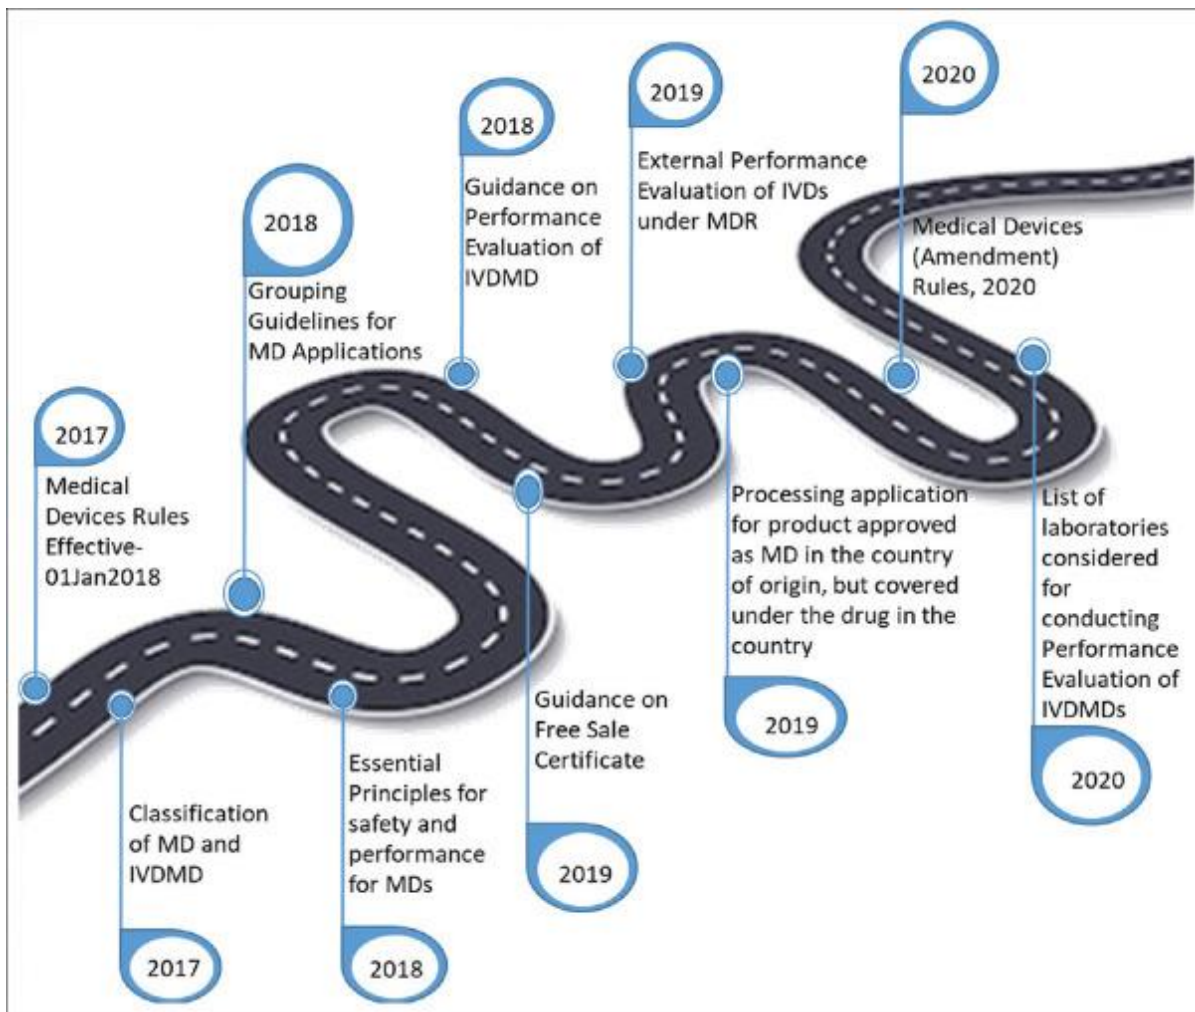 2017
Medical
Devices Rules
Effective-
01Jan2018
Classification
of MD and
IVDMD
2017
2018
Grouping
Guidelines for
MD Applications
Essential
Principles for
safety and
performance
for MDs
2018
2018
Guidance on
Performance
Evaluation of
IVDMD
Guidance on
Free Sale
Certificate
2019
2019
External Performance
Evaluation of IVDs
under MDR
Processing application
for product approved
as MD in the country
of origin, but covered
under the drug in the
country
2019
2020
Medical Devices
(Amendment)
Rules, 2020
List of
laboratories
considered
for
conducting
Performance
Evaluation of
IVDMDs
2020